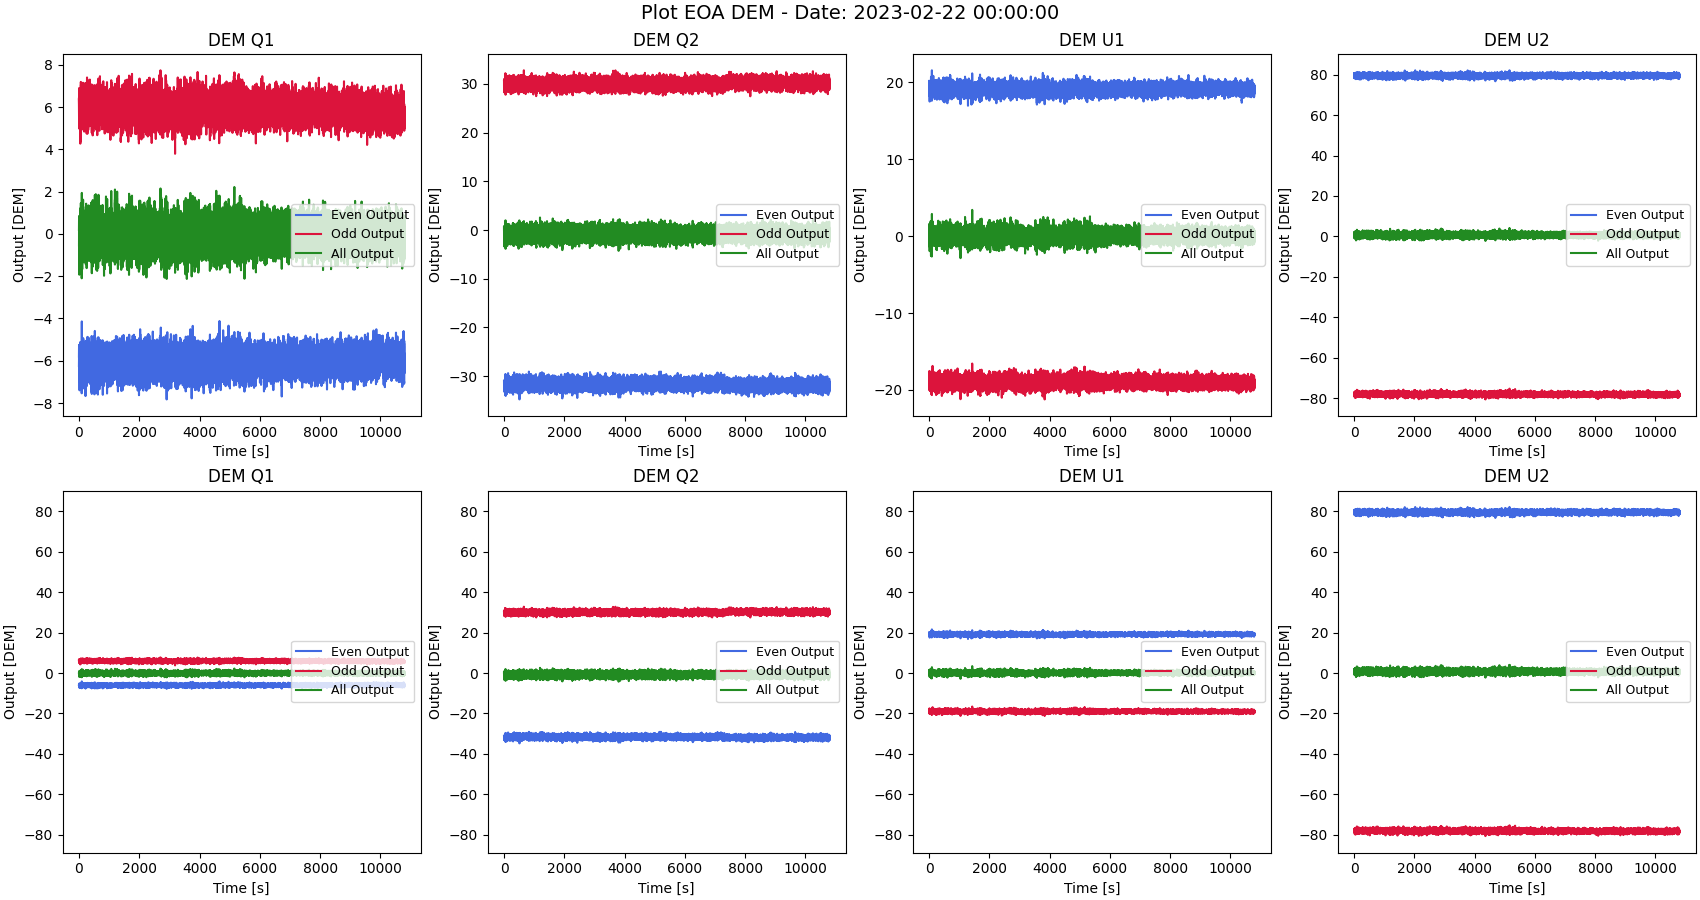 Plot EOA DEM - Date: 2023-02-22 00:00:00
DEM Q1
Output [DEM]
8
6
4
2
0
−2
−4
−6
−8
Even Output
Odd Output
All Output
0 2000 4000 6000 8000 10000
Time [s]
DEM Q2
Output [DEM]
30
20
10
0
−10
−20
−30
Even Output
Odd Output
All Output
0 2000 4000 6000 8000 10000
Time [s]
DEM U1
Output [DEM]
20
10
0
−10
−20
Even Output
Odd Output
All Output
0 2000 4000 6000 8000 10000
Time [s]
DEM U2
Output [DEM]
80
60
40
20
0
−20
−40
−60
−80
Even Output
Odd Output
All Output
0 2000 4000 6000 8000 10000
Time [s]
DEM Q1
Output [DEM]
80
60
40
20
0
−20
−40
−60
−80
Even Output
Odd Output
All Output
0 2000 4000 6000 8000 10000
Time [s]
DEM Q2
Output [DEM]
80
60
40
20
0
−20
−40
−60
−80
Even Output
Odd Output
All Output
0 2000 4000 6000 8000 10000
Time [s]
DEM U1
Output [DEM]
80
60
40
20
0
−20
−40
−60
−80
Even Output
Odd Output
All Output
0 2000 4000 6000 8000 10000
Time [s]
DEM U2
Output [DEM]
80
60
40
20
0
−20
−40
−60
−80
Even Output
Odd Output
All Output
0 2000 4000 6000 8000 10000
Time [s]